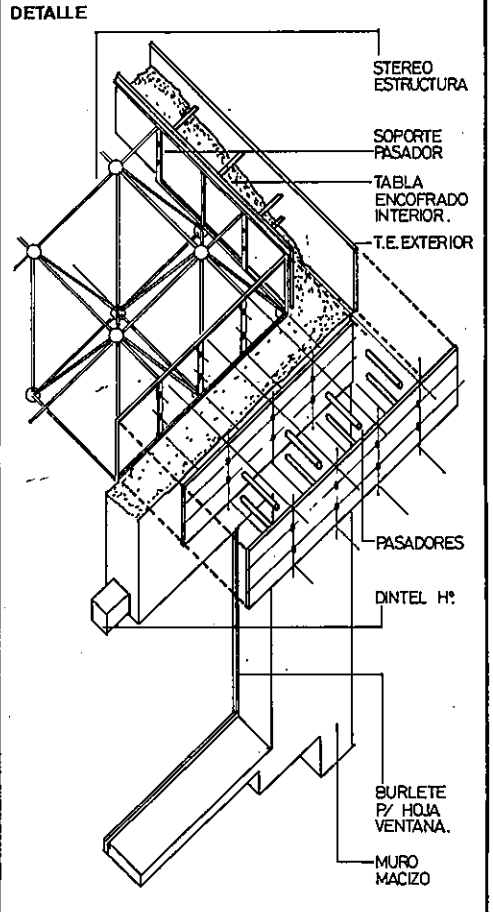 DETALLE
STEREO
ESTRUCTURA
SOPORTE
PASADOR
TABLA
ENCOFRADO
INTERIOR.
T.E.EXTERIOR
PASADORES
DINTEL Hº
BURLETE
P/ HOJA
VENTANA.
MURO
MACIZO